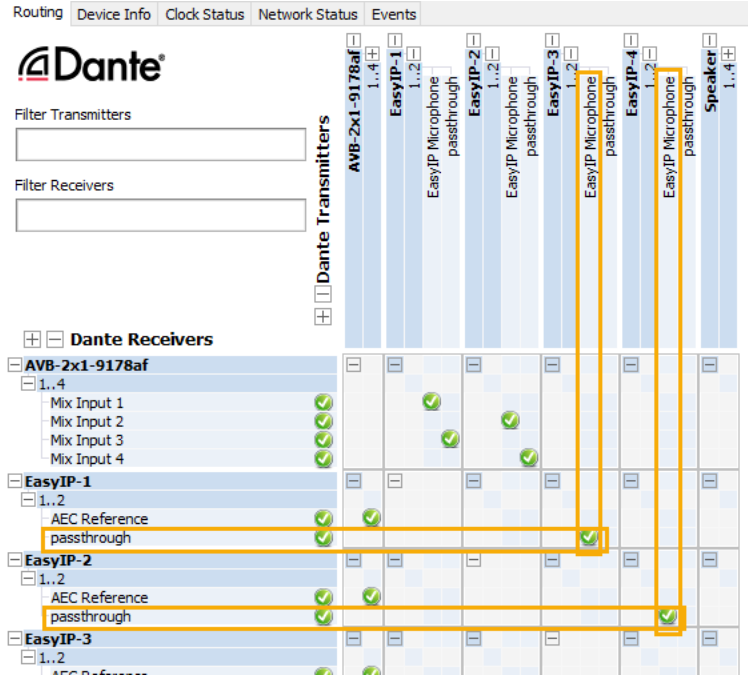 Routing Device Info Clock Status Network Status Events
Dante®
Filter Transmitters
Filter Receivers
Dante Transmitters
AVB-2x1-9178af
1..4
EasyIP-1
1..2
EasyIP Microphone
passthrough
EasyIP-2
1..2
EasyIP Microphone
passthrough
EasyIP-3
1..2
EasyIP Microphone
passthrough
EasyIP-4
1..2
EasyIP Microphone
passthrough
Speaker
1..4
Dante Receivers
AVB-2x1-9178af
1..4
Mix Input 1
Mix Input 2
Mix Input 3
Mix Input 4
EasyIP-1
1..2
AEC Reference
passthrough
EasyIP-2
1..2
AEC Reference
passthrough
EasyIP-3
1..2
AEC Reference